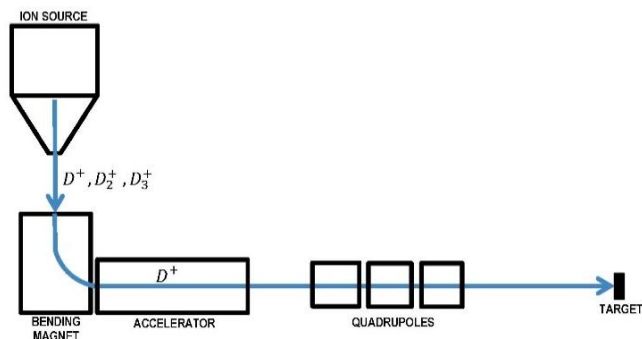 ION SOURCE
D⁺, D₂⁺, D₃⁺
D⁺
BENDING
MAGNET
ACCELERATOR
QUADRUPOLES
TARGET